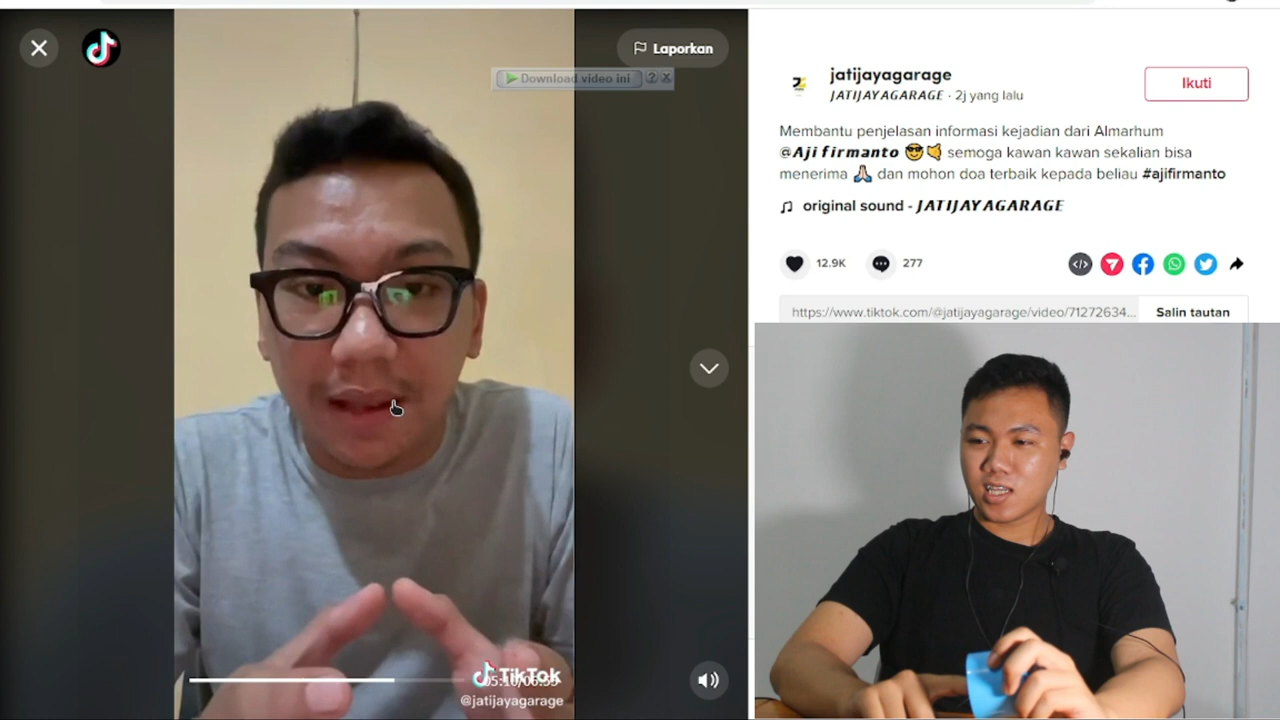 Laporkan
Download video ini
?
jatijayagarage
JATIJAYAGARAGE · 2j yang lalu
Ikuti
Membantu penjelasan informasi kejadian dari Almarhum
@Aji firmanto 😎🤙 semoga kawan kawan sekalian bisa
menerima 🙏🏻 dan mohon doa terbaik kepada beliau #ajifirmanto
original sound - JATIJAYAGARAGE
12.9K
277
https://www.tiktok.com/@jatijayagarage/video/71272634...
Salin tautan
TikTok
@jatijayagarage